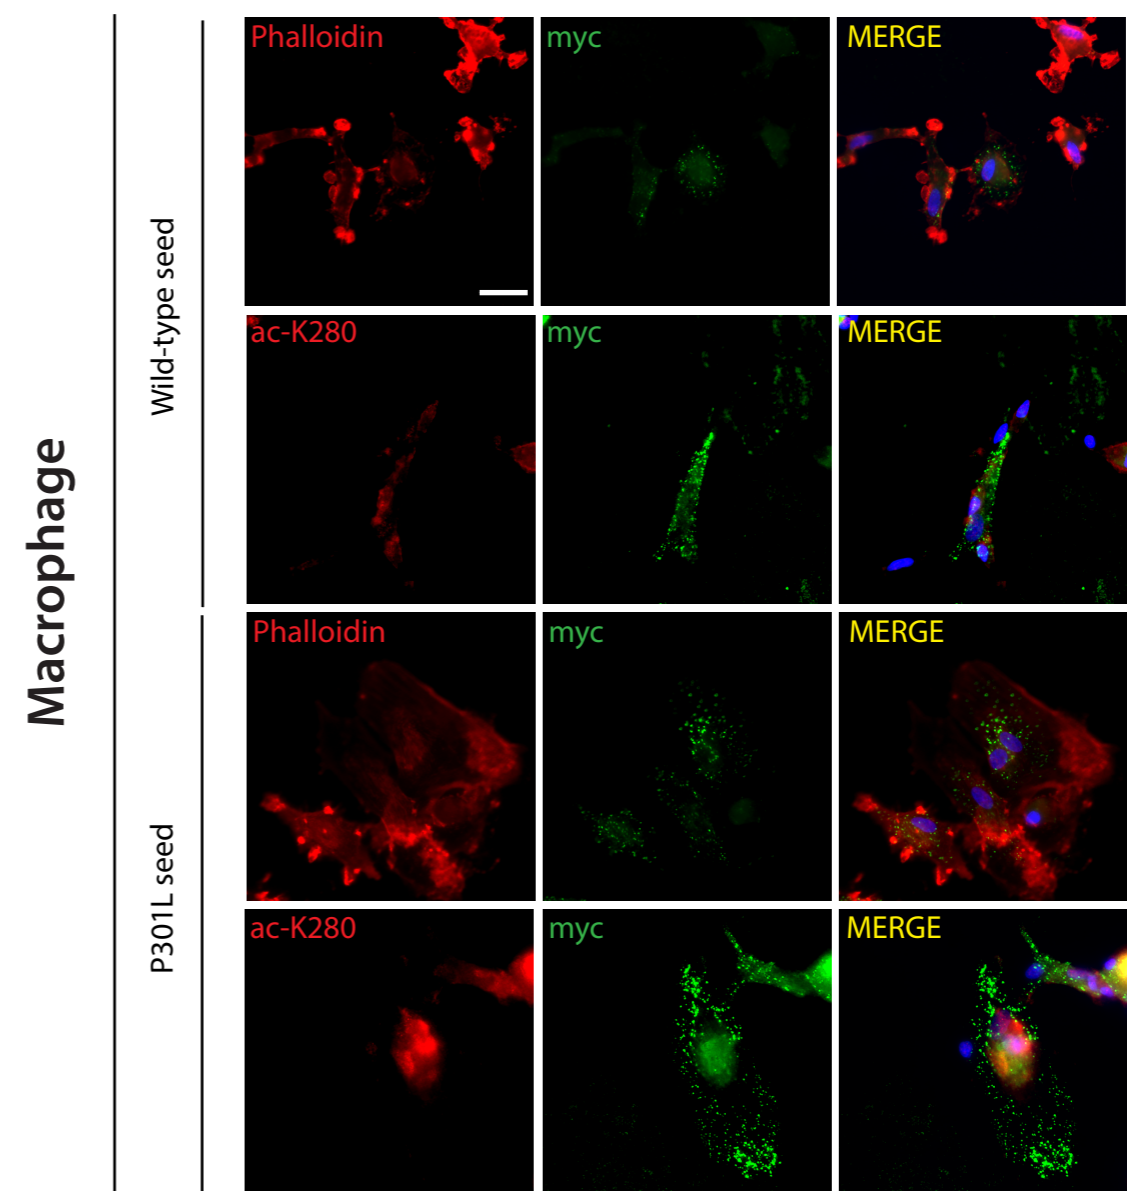 Macrophage
Wild-type seed
Phalloidin
myc
MERGE
ac-K280
myc
MERGE
P301L seed
Phalloidin
myc
MERGE
ac-K280
myc
MERGE